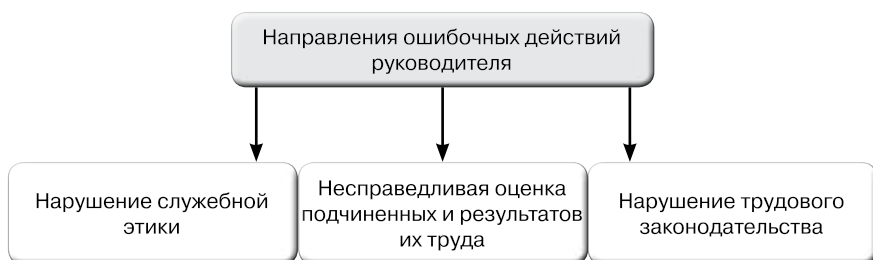 Направления ошибочных действий
руководителя
Нарушение служебной
этики
Несправедливая оценка
подчиненных и результатов
их труда
Нарушение трудового
законодательства